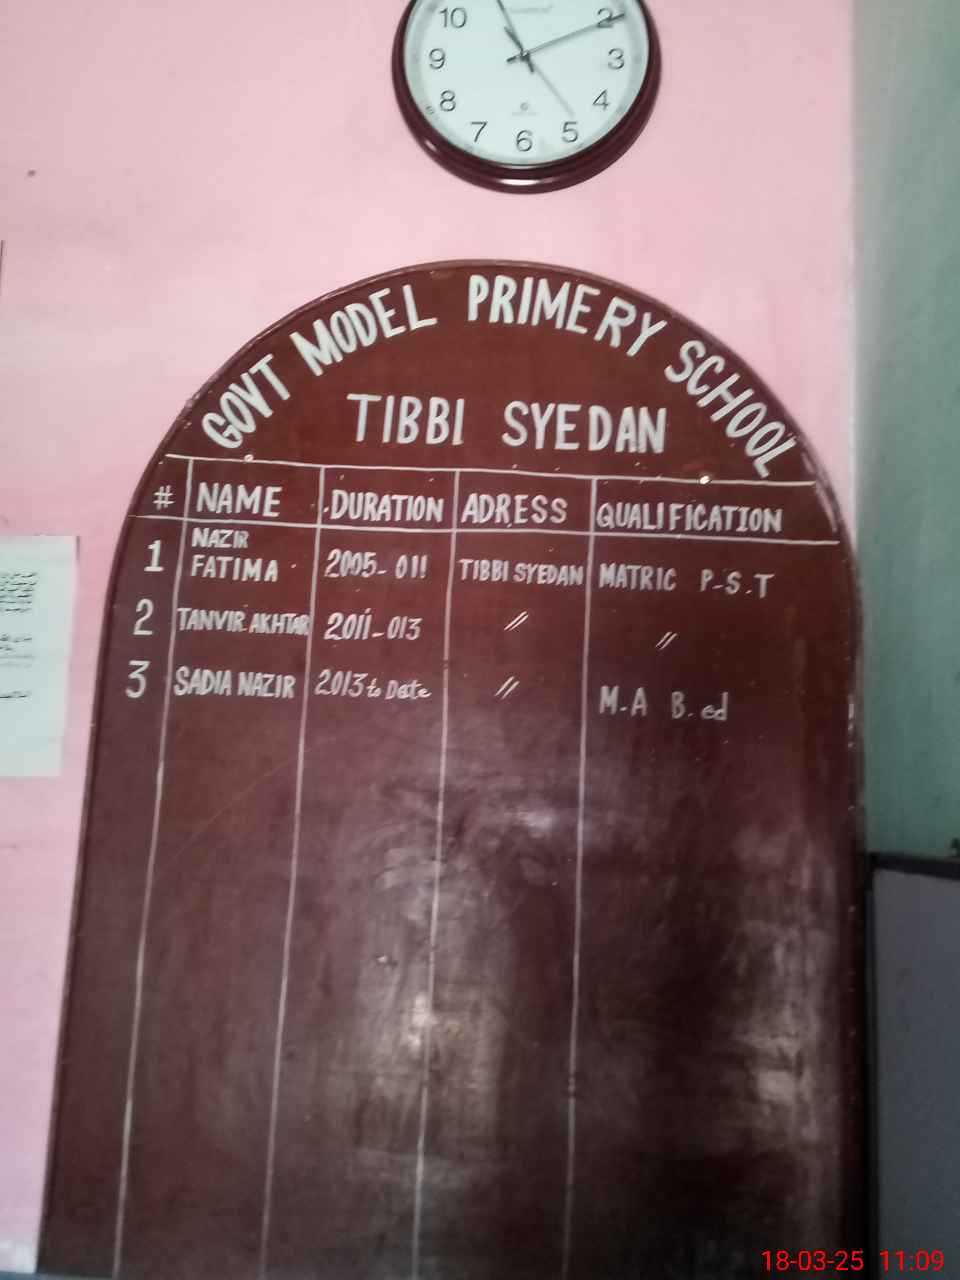 10
2
9
3
8
4
7
6
5
GOVT MODEL PRIMERY SCHOOL
TIBBI SYEDAN
# NAME DURATION ADRESS QUALIFICATION
1 NAZIR FATIMA 2005-011 TIBBI SYEDAN MATRIC P-S.T
2 TANVIR AKHTAR 2011-013 〃 〃
3 SADIA NAZIR 2013 to Date 〃 M.A B.ed
18-03-25 11:09